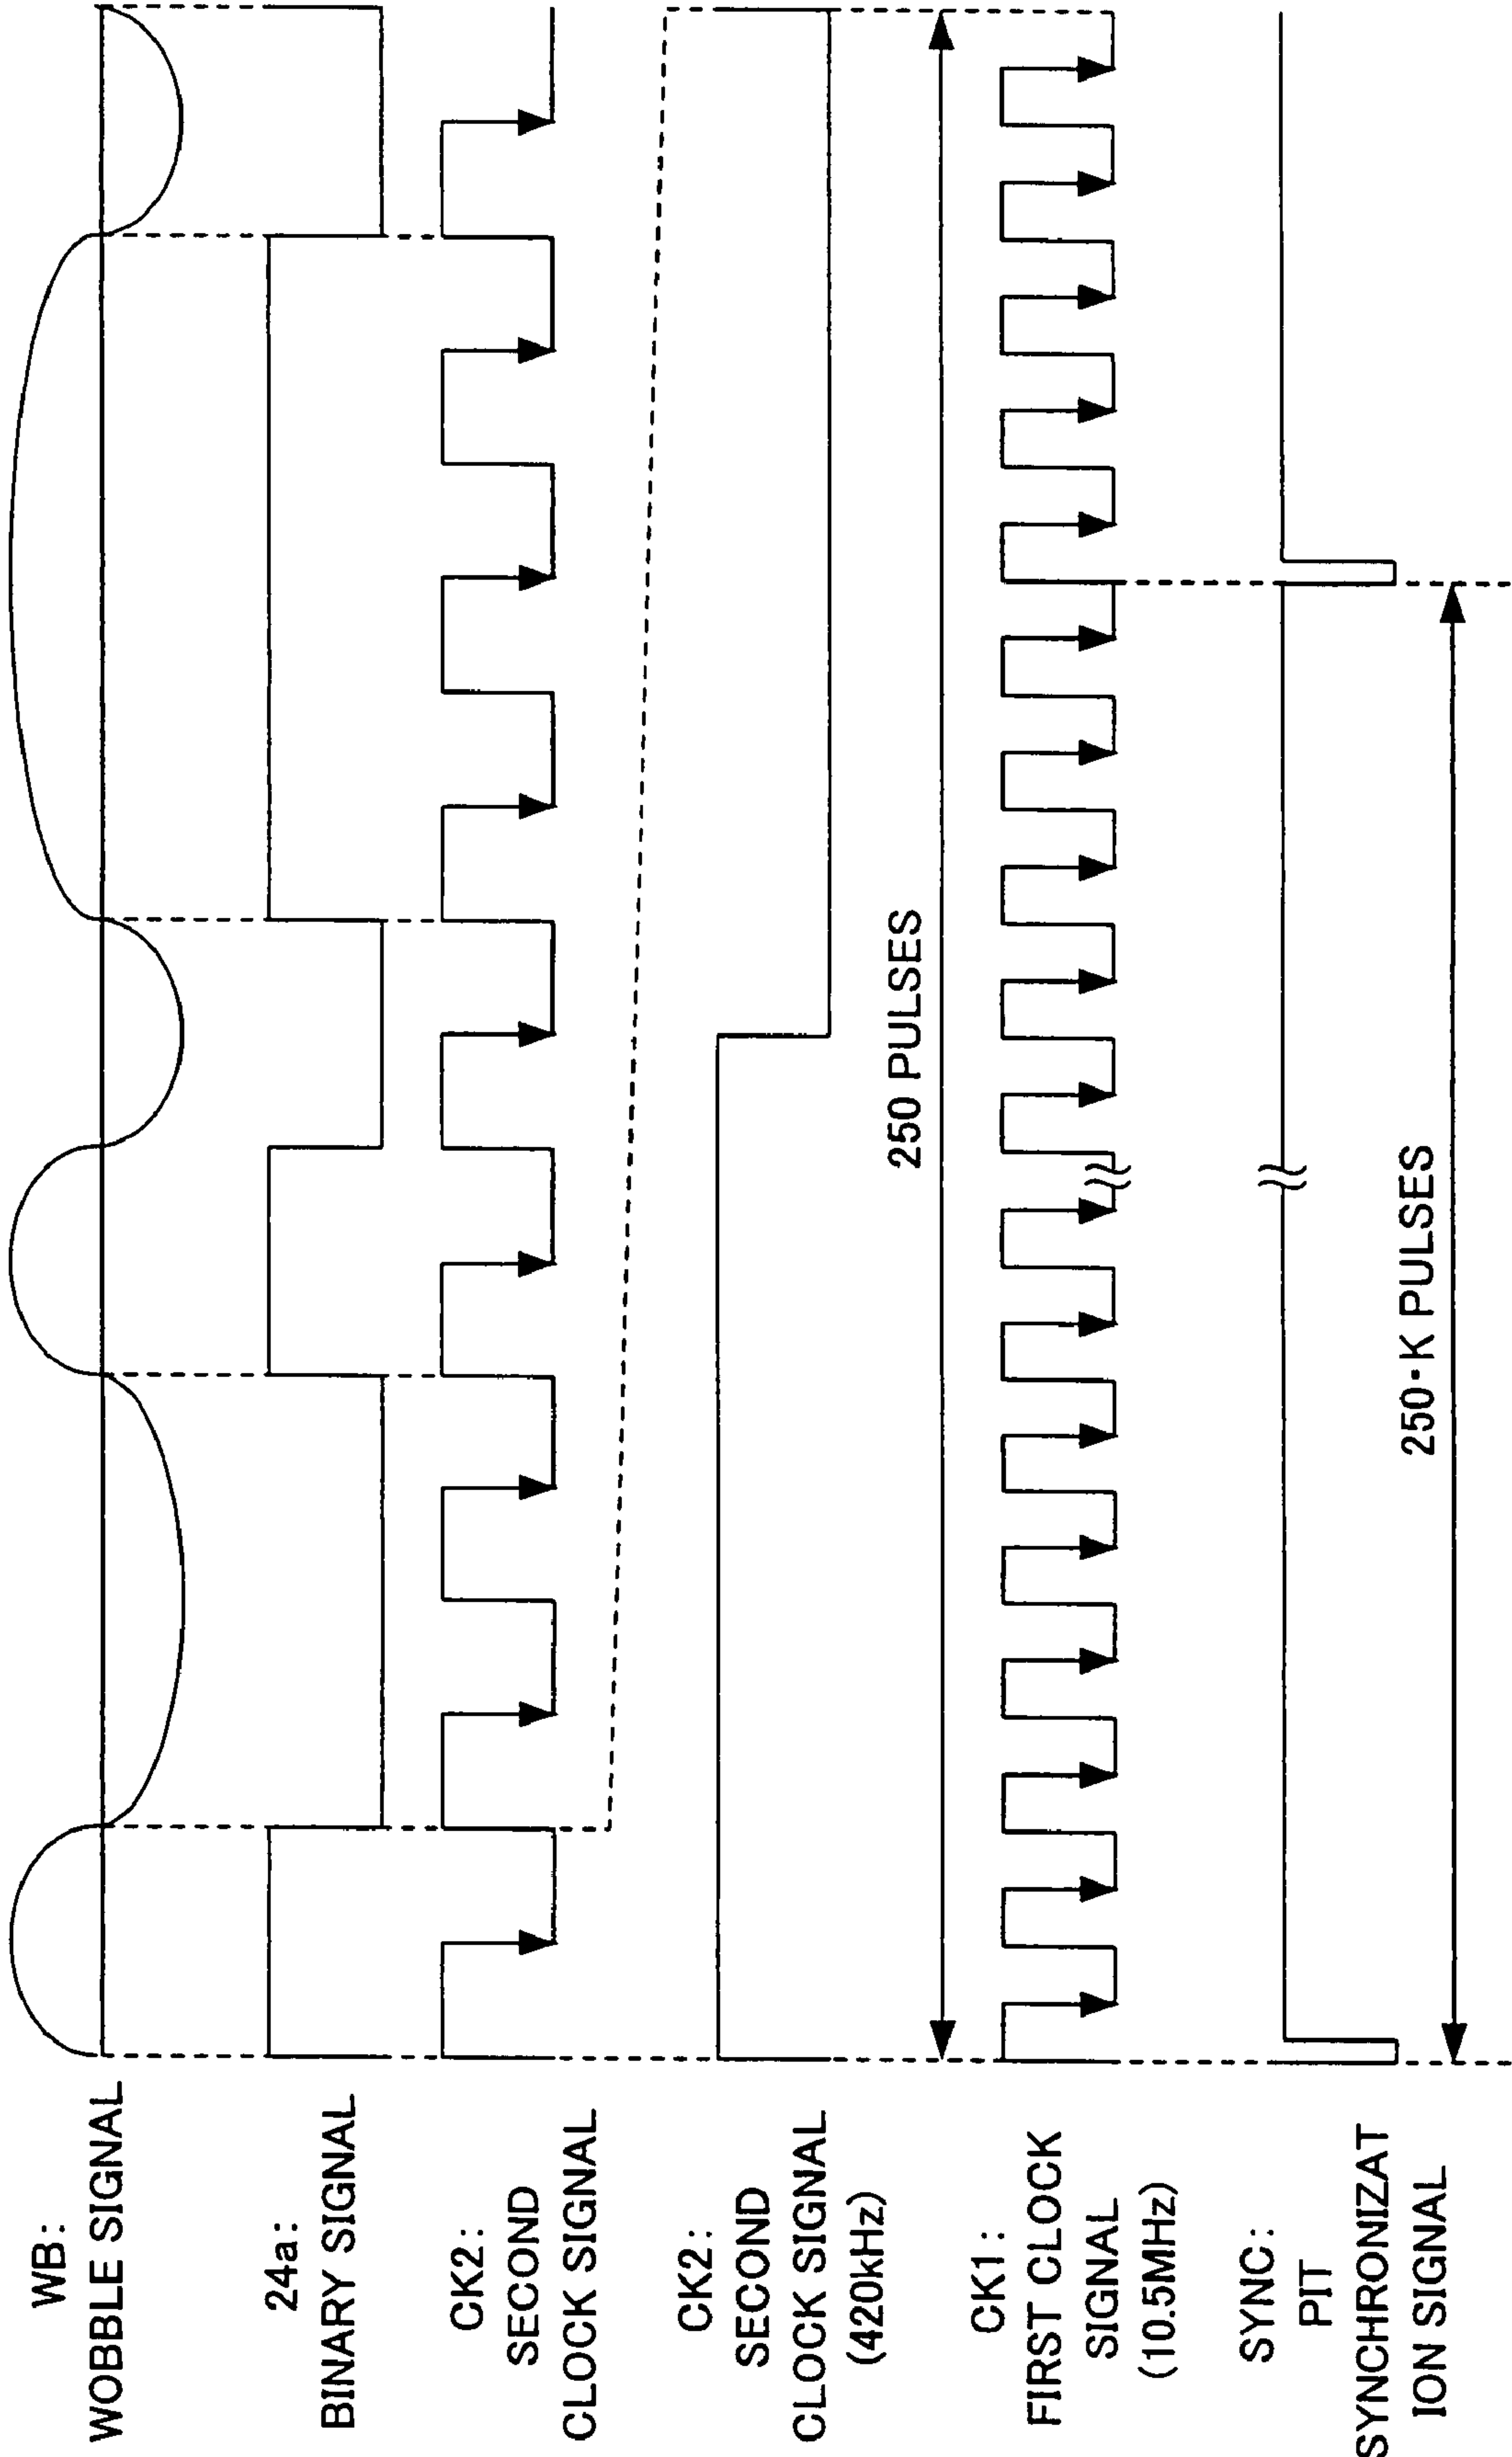 WB:
WOBBLE SIGNAL
24a:
BINARY SIGNAL
CK2:
SECOND
CLOCK SIGNAL
CK2:
SECOND
CLOCK SIGNAL
(420kHz)
250 PULSES
CK1:
FIRST CLOCK
SIGNAL
(10.5MHz)
SYNC:
PIT
SYNCHRONIZAT
ION SIGNAL
250·K PULSES